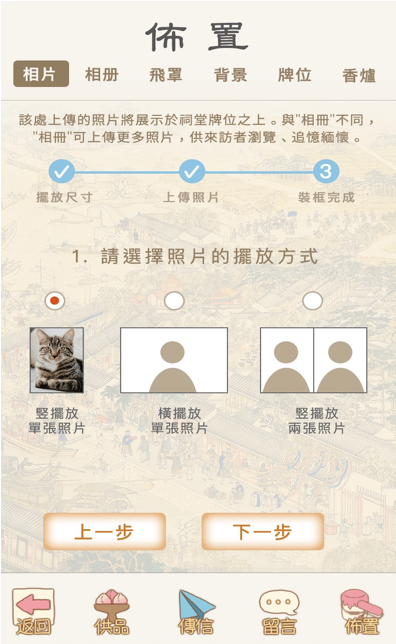 佈置
相片 相册 飛罩 背景 牌位 香爐
該處上傳的照片將展示於祠堂牌位之上。與"相冊"不同，
"相冊"可上傳更多照片，供來訪者瀏覽、追憶緬懷。
3
擺放尺寸 上傳照片 裝框完成
1. 請選擇照片的擺放方式
豎擺放 橫擺放 豎擺放
單張照片 單張照片 兩張照片
上一步 下一步
返回 供品 傳信 留言 佈置